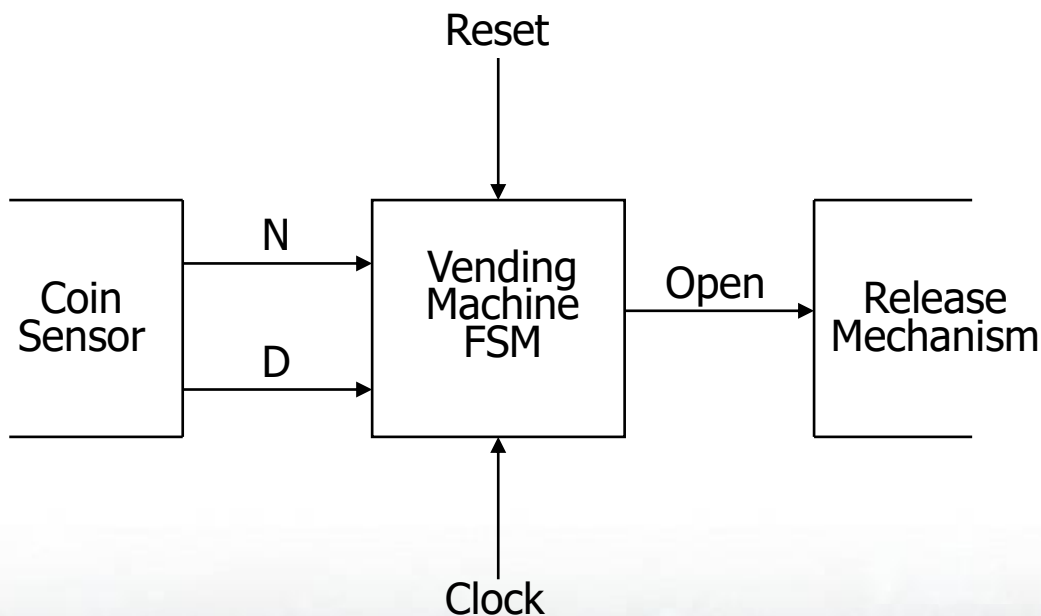 Reset
Coin
Sensor
N
D
Vending
Machine
FSM
Open
Release
Mechanism
Clock